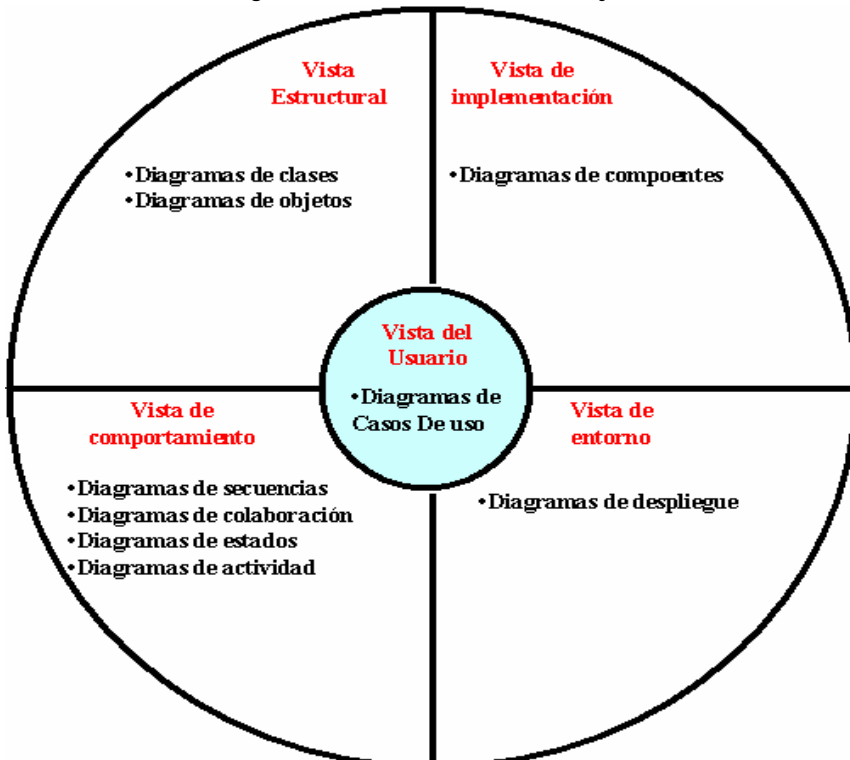 Vista
Estructural
•Diagramas de clases
•Diagramas de objetos
Vista de
implementación
•Diagramas de compoentes
Vista del
Usuario
•Diagramas de
Casos De uso
Vista de
comportamiento
•Diagramas de secuencias
•Diagramas de colaboración
•Diagramas de estados
•Diagramas de actividad
Vista de
entorno
•Diagramas de despliegue